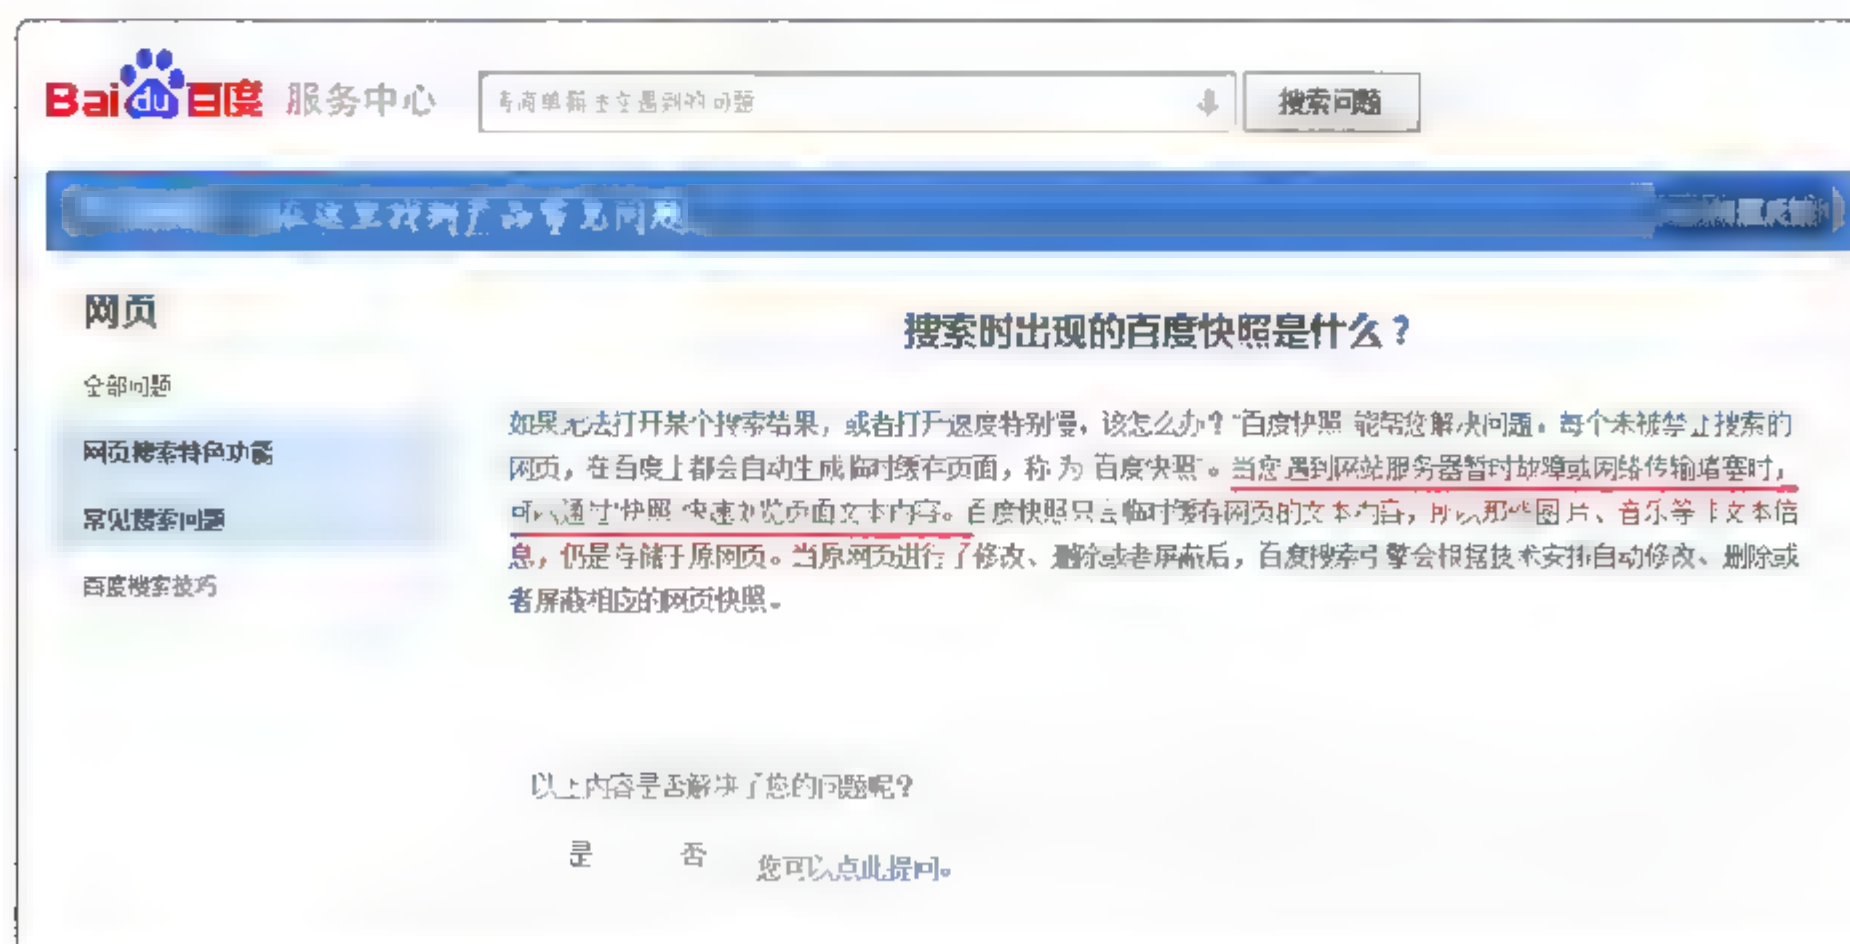 Bai du 百度 服务中心
搜索问题
在这里找到产品常见问题
网页
搜索时出现的百度快照是什么？
全部问题
如果无法打开某个搜索结果，或者打开速度特别慢，该怎么办？“百度快照”能帮您解决问题。每个未被禁止搜索的
网页搜索特色功能
网页，在百度上都会自动生成临时缓存页面，称为“百度快照”。当您遇到网站服务器暂时故障或网络传输堵塞时，
可以通过“快照”快速浏览页面文本内容。百度快照只会临时缓存网页的文本内容，所以那些图片、音乐等非文本信
常见搜索问题
息，仍是存储于原网页。当原网页进行了修改、删除或者屏蔽后，百度搜索引擎会根据技术安排自动修改、删除或
百度搜索技巧
者屏蔽相应的网页快照。
以上内容是否解决了您的问题呢？
是 否 您可以点此提问。